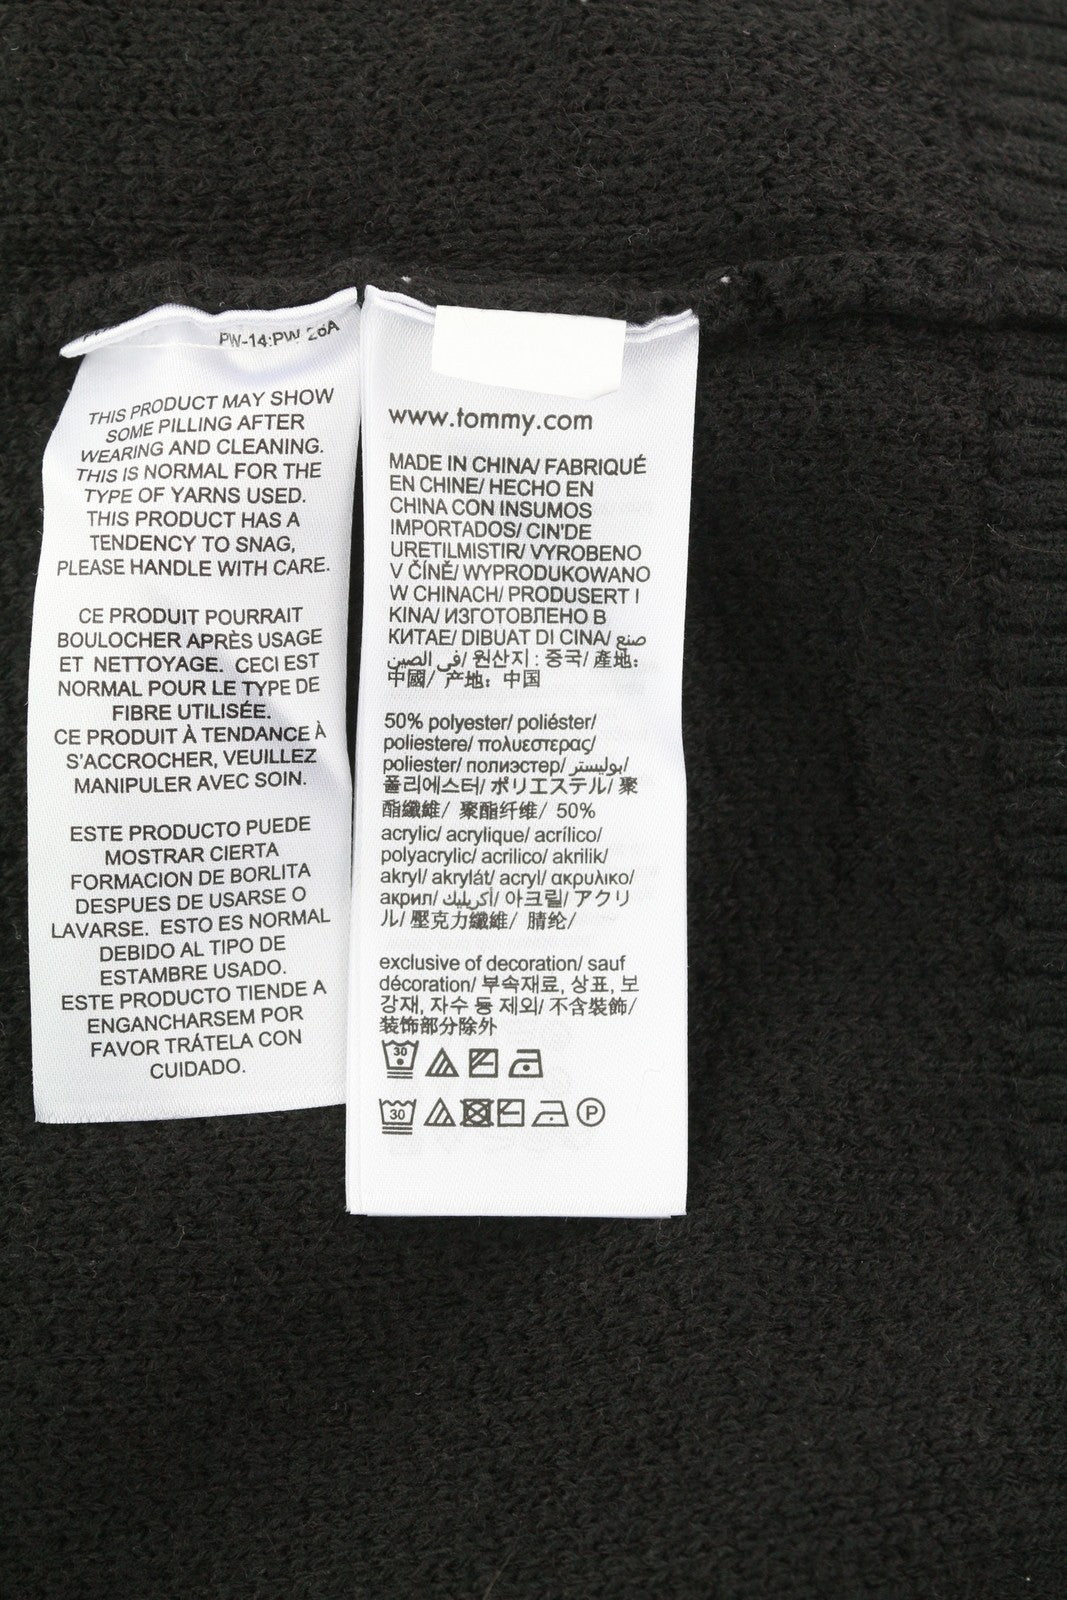 PW-14:PW 26A
THIS PRODUCT MAY SHOW
SOME PILLING AFTER
WEARING AND CLEANING.
THIS IS NORMAL FOR THE
TYPE OF YARNS USED.
THIS PRODUCT HAS A
TENDENCY TO SNAG,
PLEASE HANDLE WITH CARE.
CE PRODUIT POURRAIT
BOULOCHER APRÈS USAGE
ET NETTOYAGE. CECI EST
NORMAL POUR LE TYPE DE
FIBRE UTILISÉE.
CE PRODUIT À TENDANCE À
S'ACCROCHER, VEUILLEZ
MANIPULER AVEC SOIN.
ESTE PRODUCTO PUEDE
MOSTRAR CIERTA
FORMACION DE BORLITA
DESPUES DE USARSE O
LAVARSE. ESTO ES NORMAL
DEBIDO AL TIPO DE
ESTAMBRE USADO.
ESTE PRODUCTO TIENDE A
ENGANCHARSEM POR
FAVOR TRÁTELA CON
CUIDADO.
www.tommy.com
MADE IN CHINA/ FABRIQUÉ
EN CHINE/ HECHO EN
CHINA CON INSUMOS
IMPORTADOS/ CIN'DE
URETILMISTIR/ VYROBENO
V ČÍNĚ/ WYPRODUKOWANO
W CHINACH/ PRODUSERT I
KINA/ ИЗГОТОВЛЕНО В
КИТАЕ/ DIBUAT DI CINA/ صنع
في الصين/ 원산지 : 중국/ 產地:
中國/ 产地: 中国
50% polyester/ poliéster/
poliestere/ πολυεστερας/
poliester/ полиэстер/ بوليستر/
폴리에스터/ ポリエステル/ 聚
酯纖維/ 聚酯纤维/ 50%
acrylic/ acrylique/ acrílico/
polyacrylic/ acrilico/ akrilik/
akryl/ akrylát/ acryl/ ακρυλικο/
акрил/ أكريليك/ 아크릴/ アクリ
ル/ 壓克力纖維/ 腈纶/
exclusive of decoration/ sauf
décoration/ 부속재료, 상표, 보
강재, 자수 등 제외/ 不含裝飾/
装饰部分除外
30
30 P